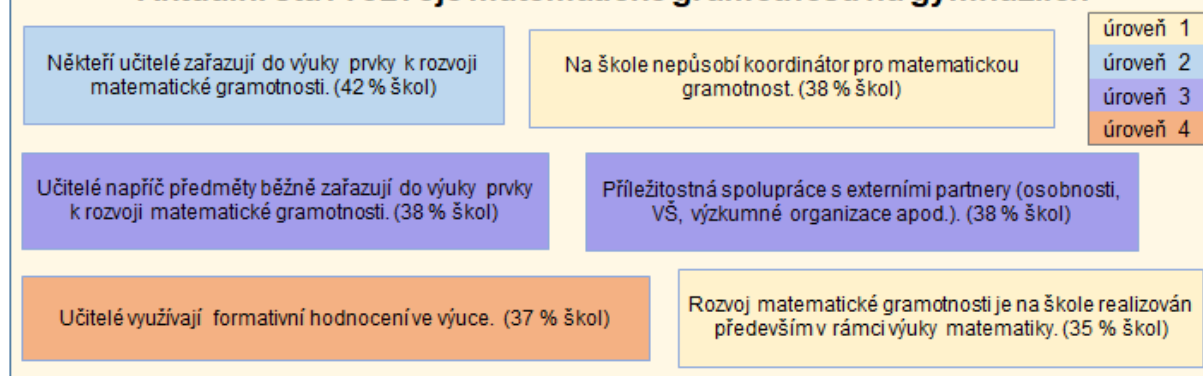 Někteří učitelé zařazují do výuky prvky k rozvoji
matematické gramotnosti. (42 % škol)
Na škole nepůsobí koordinátor pro matematickou
gramotnost. (38 % škol)
úroveň 1
úroveň 2
úroveň 3
úroveň 4
Učitelé napříč předměty běžně zařazují do výuky prvky
k rozvoji matematické gramotnosti. (38 % škol)
Příležitostná spolupráce s externími partnery (osobnosti,
VŠ, výzkumné organizace apod.). (38 % škol)
Učitelé využívají formativní hodnocení ve výuce. (37 % škol)
Rozvoj matematické gramotnosti je na škole realizován
především v rámci výuky matematiky. (35 % škol)